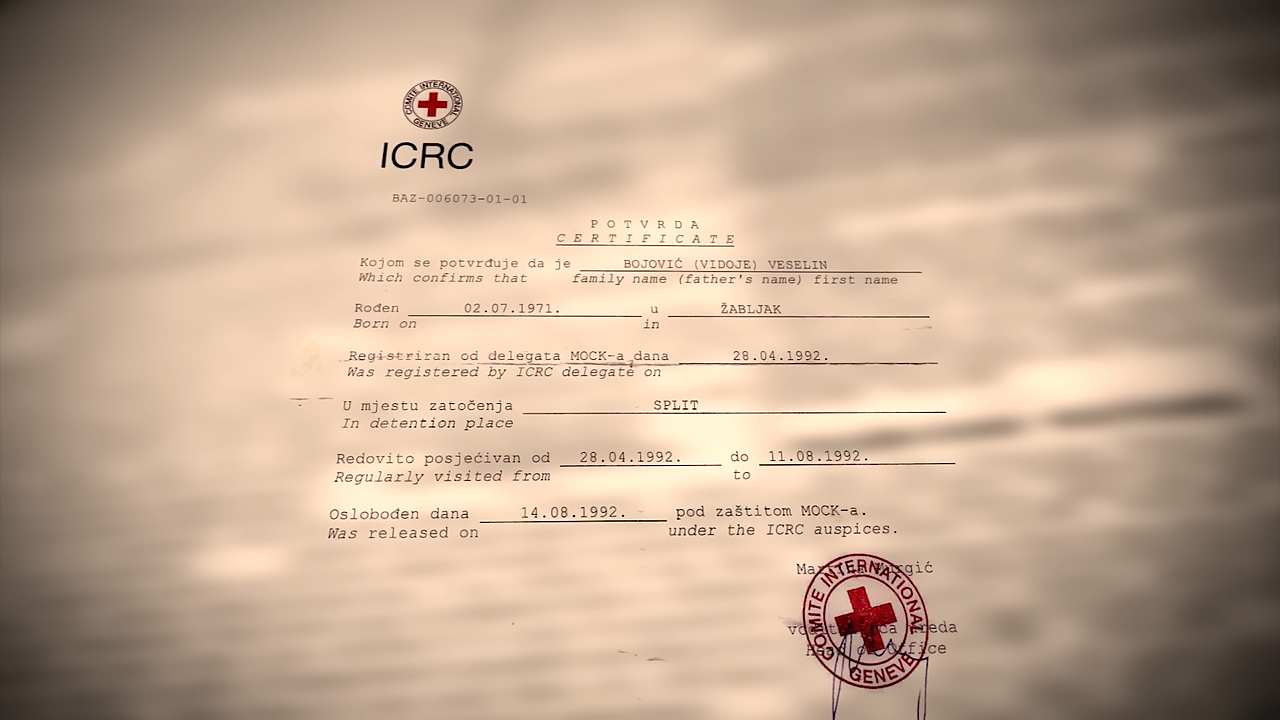 COMITE INTERNATIONAL GENEVE
ICRC
BAZ-006073-01-01
P O T V R D A
C E R T I F I C A T E
Kojom se potvrđuje da je BOJOVIĆ (VIDOJE) VESELIN
Which confirms that family name (father's name) first name
Rođen 02.07.1971. u ŽABLJAK
Born on in
Registriran od delegata MOCK-a dana 28.04.1992.
Was registered by ICRC delegate on
U mjestu zatočenja SPLIT
In detention place
Redovito posjećivan od 28.04.1992. do 11.08.1992.
Regularly visited from to
Oslobođen dana 14.08.1992. pod zaštitom MOCK-a.
Was released on under the ICRC auspices.
COMITE INTERNATIONAL GENEVE
Head of Office